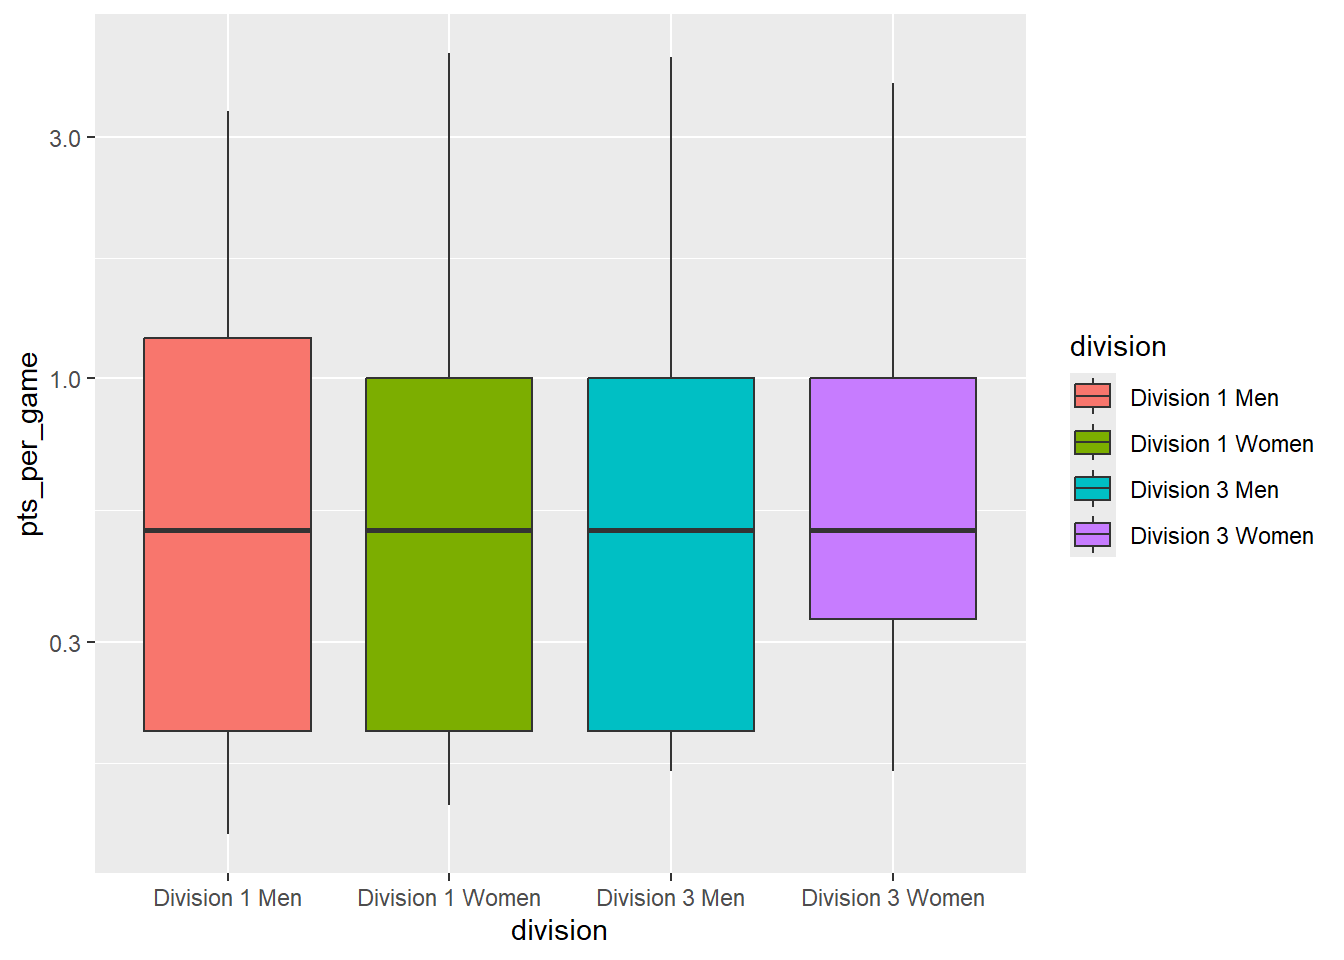 pts_per_game
3.0
1.0
0.3
Division 1 Men
Division 1 Women
Division 3 Men
Division 3 Women
division
division
Division 1 Men
Division 1 Women
Division 3 Men
Division 3 Women